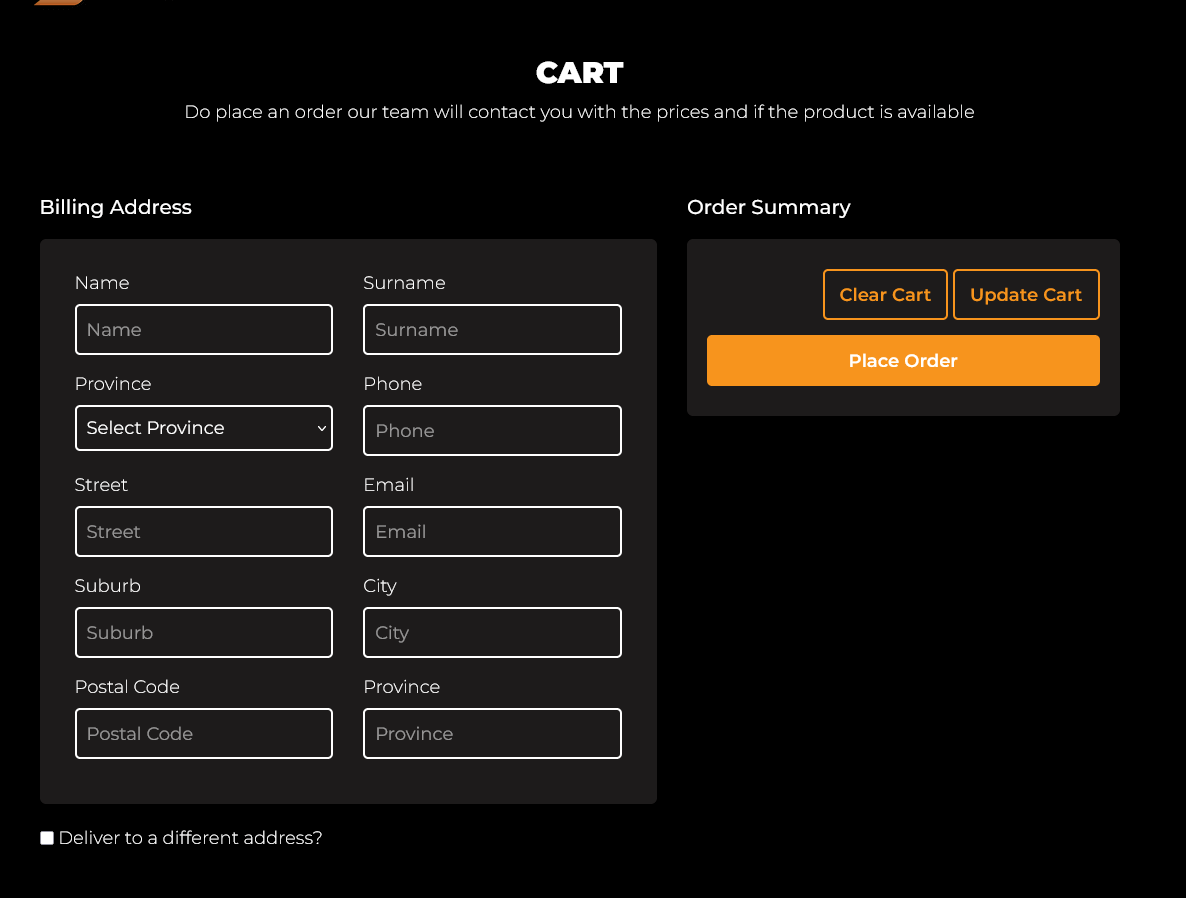 CART
Do place an order our team will contact you with the prices and if the product is available
Billing Address
Name
Surname
Name
Surname
Province
Phone
Select Province
Phone
Street
Email
Street
Email
Suburb
City
Suburb
City
Postal Code
Province
Postal Code
Province
Deliver to a different address?
Order Summary
Clear Cart
Update Cart
Place Order